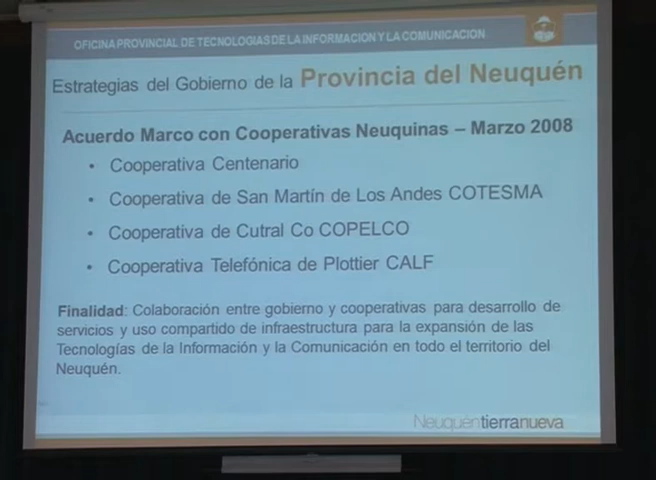 OFICINA PROVINCIAL DE TECNOLOGIAS DE LA INFORMACION Y LA COMUNICACION
Estrategias del Gobierno de la Provincia del Neuquén
Acuerdo Marco con Cooperativas Neuquinas – Marzo 2008
• Cooperativa Centenario
• Cooperativa de San Martín de Los Andes COTESMA
• Cooperativa de Cutral Co COPELCO
• Cooperativa Telefónica de Plottier CALF
Finalidad: Colaboración entre gobierno y cooperativas para desarrollo de
servicios y uso compartido de infraestructura para la expansión de las
Tecnologías de la Información y la Comunicación en todo el territorio del
Neuquén.
Neuquéntierranueva